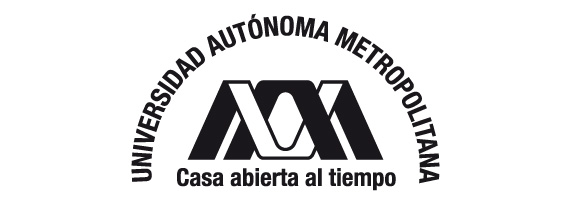 UNIVERSIDAD AUTÓNOMA METROPOLITANA
Casa abierta al tiempo